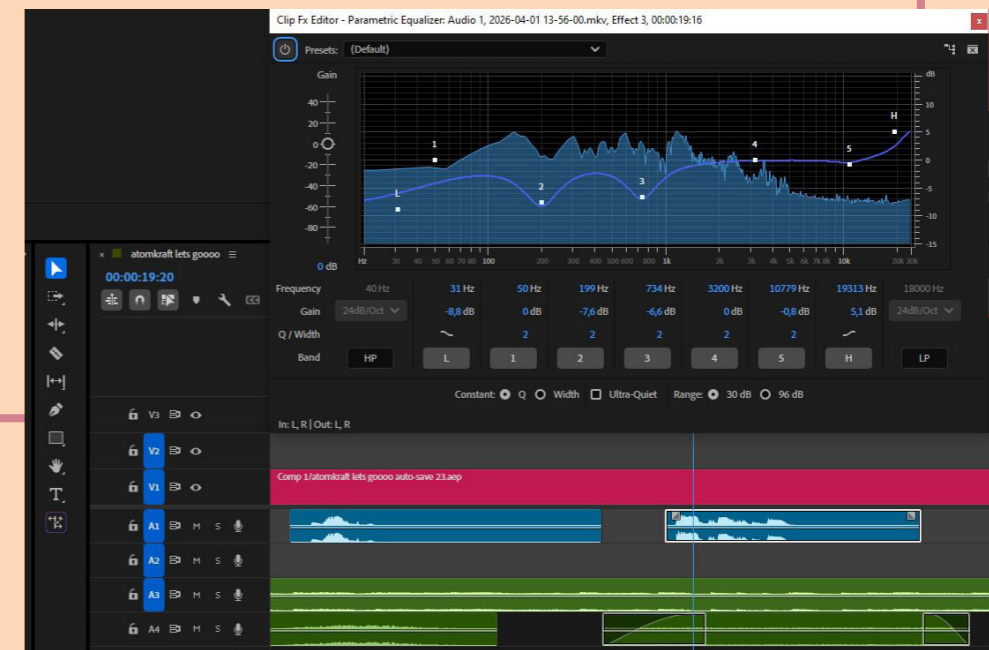 Clip Fx Editor - Parametric Equalizer: Audio 1, 2026-04-01 13-56-00.mkv, Effect 3, 00:00:19:16
x
Presets: (Default)
Gain
dB
40
20
0
-20
-40
-60
-80
0 dB
L 1 2 3 4 5 H
10
5
0
-5
-10
-15
Hz 30 40 50 60 70 80 100 200 300 400 500 600 800 1k 2k 3k 4k 5k 6k 7k 8k 10k 20k 30k
Frequency 40 Hz 31 Hz 50 Hz 199 Hz 734 Hz 3200 Hz 10779 Hz 19313 Hz 18000 Hz
Gain 24dB/Oct -8,8 dB 0 dB -7,6 dB -6,6 dB 0 dB -0,8 dB 5,1 dB 24dB/Oct
Q / Width 2 2 2 2 2
Band HP L 1 2 3 4 5 H LP
Constant: Q Width Ultra-Quiet Range: 30 dB 96 dB
In: L, R | Out: L, R
× atomkraft lets goooo
00:00:19:20
CC
T
V3
V2
V1
Comp 1/atomkraft lets goooo auto-save 23.aep
A1 M S
A2 M S
A3 M S
A4 M S